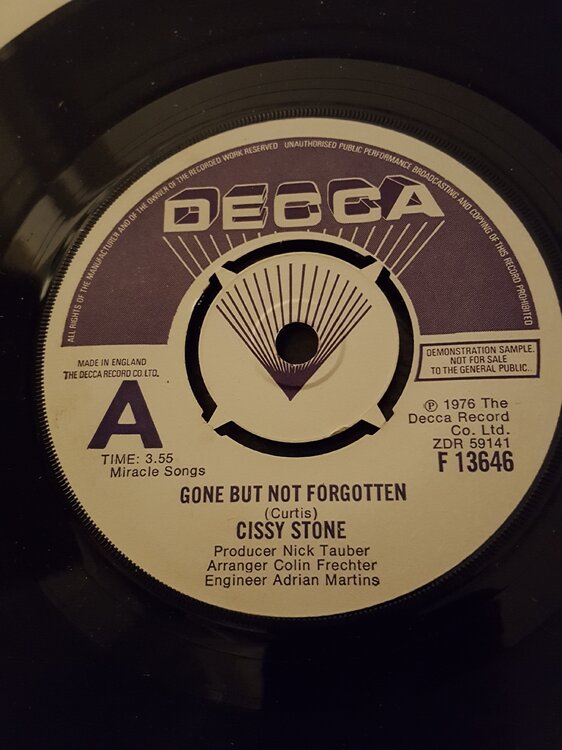 ALL RIGHTS OF THE MANUFACTURER AND OF THE OWNER OF THE RECORDED WORK RESERVED UNAUTHORISED PUBLIC PERFORMANCE BROADCASTING AND COPYING OF THIS RECORD PROHIBITED
DECCA
MADE IN ENGLAND
THE DECCA RECORD CO. LTD.
DEMONSTRATION SAMPLE.
NOT FOR SALE
TO THE GENERAL PUBLIC.
A
TIME: 3.55
Miracle Songs
℗ 1976 The
Decca Record
Co. Ltd.
ZDR 59141
F 13646
GONE BUT NOT FORGOTTEN
(Curtis)
CISSY STONE
Producer Nick Tauber
Arranger Colin Frechter
Engineer Adrian Martins